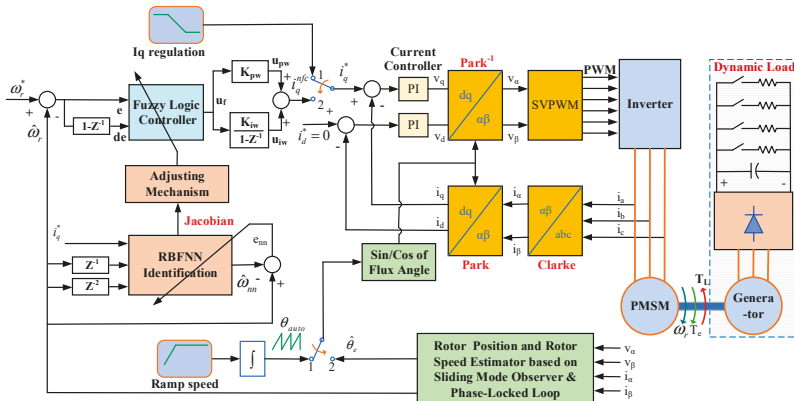 Iq regulation
ω*r
ω̂r
e
de
1-Z⁻¹
Fuzzy Logic
Controller
uf
Kpw
upw
Kiw
1-Z⁻¹
uiw
+
+
iq^nfc
1
2
iq*
id* = 0
+
-
+
-
Current
Controller
PI
PI
vq
vd
Park⁻¹
dq
αβ
vα
vβ
SVPWM
PWM
Inverter
Dynamic Load
+
-
Adjusting
Mechanism
Jacobian
iq*
Z⁻¹
Z⁻²
RBFNN
Identification
enn
ω̂nn
-
+
iq
id
dq
αβ
Park
iα
iβ
αβ
abc
Clarke
ia
ib
ic
Sin/Cos of
Flux Angle
PMSM
TL
ωr
Te
Genera
-tor
Ramp speed
∫
θauto
1
2
θ̂e
Rotor Position and Rotor
Speed Estimator based on
Sliding Mode Observer &
Phase-Locked Loop
vα
vβ
iα
iβ